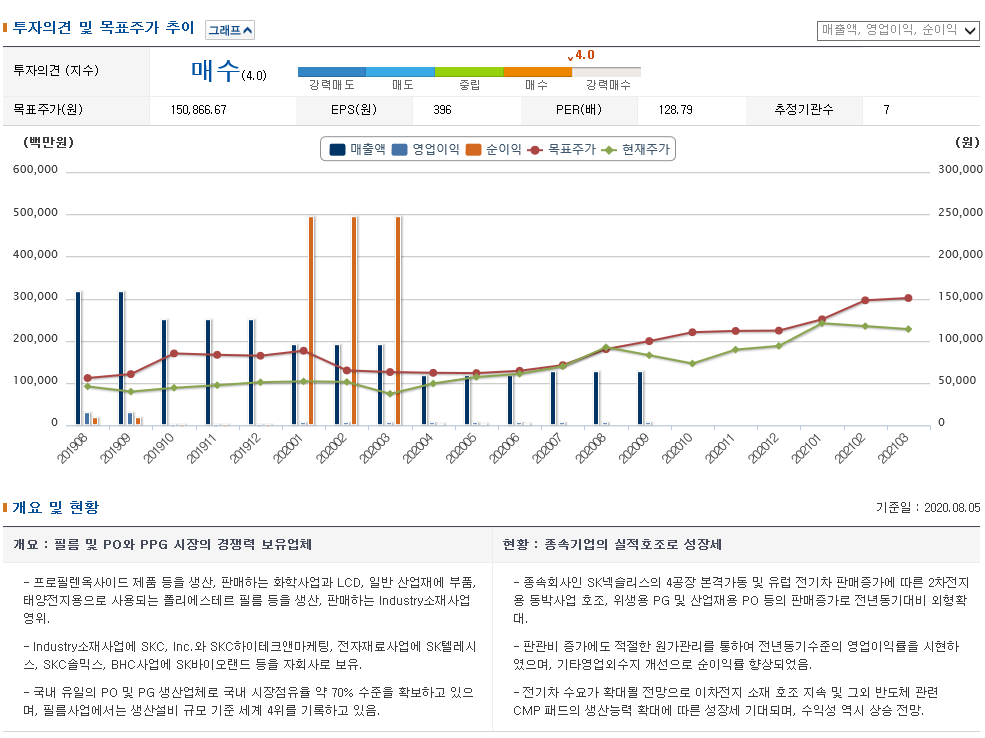 투자의견 및 목표주가 추이
그래프
매출액, 영업이익, 순이익
투자의견 (지수)
매수(4.0)
4.0
강력매도 매도 중립 매수 강력매수
목표주가(원) 150,866.67 EPS(원) 396 PER(배) 128.79 추정기관수 7
(백만원) (원)
매출액 영업이익 순이익 목표주가 현재주가
600,000 300,000
500,000 250,000
400,000 200,000
300,000 150,000
200,000 100,000
100,000 50,000
0 0
201908 201909 201910 201911 201912 202001 202002 202003 202004 202005 202006 202007 202008 202009 202010 202011 202012 202101 202102 202103
개요 및 현황
기준일 : 2020.08.05
개요 : 필름 및 PO와 PPG 시장의 경쟁력 보유업체
- 프로필렌옥사이드 제품 등을 생산, 판매하는 화학사업과 LCD, 일반 산업재에 부품,
태양전지용으로 사용되는 폴리에스테르 필름 등을 생산, 판매하는 Industry소재사업
영위.
- Industry소재사업에 SKC, Inc.와 SKC하이테크앤마케팅, 전자재료사업에 SK텔레시
스, SKC솔믹스, BHC사업에 SK바이오랜드 등을 자회사로 보유.
- 국내 유일의 PO 및 PG 생산업체로 국내 시장점유율 약 70% 수준을 확보하고 있으
며, 필름사업에서는 생산설비 규모 기준 세계 4위를 기록하고 있음.
현황 : 종속기업의 실적호조로 성장세
- 종속회사인 SK넥슬리스의 4공장 본격가동 및 유럽 전기차 판매증가에 따른 2차전지
용 동박사업 호조, 위생용 PG 및 산업재용 PO 등의 판매증가로 전년동기대비 외형확
대.
- 판관비 증가에도 적절한 원가관리를 통하여 전년동기수준의 영업이익률을 시현하
였으며, 기타영업외수지 개선으로 순이익률 향상되었음.
- 전기차 수요가 확대될 전망으로 이차전지 소재 호조 지속 및 그외 반도체 관련
CMP 패드의 생산능력 확대에 따른 성장세 기대되며, 수익성 역시 상승 전망.